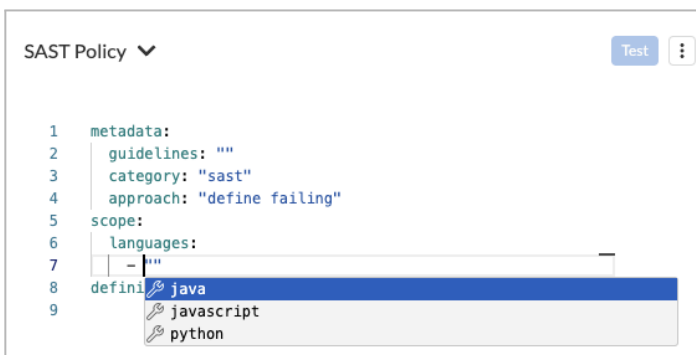 SAST Policy
Test
1 metadata:
2 guidelines: ""
3 category: "sast"
4 approach: "define failing"
5 scope:
6 languages:
7 - ""
8 defini
9
java
javascript
python